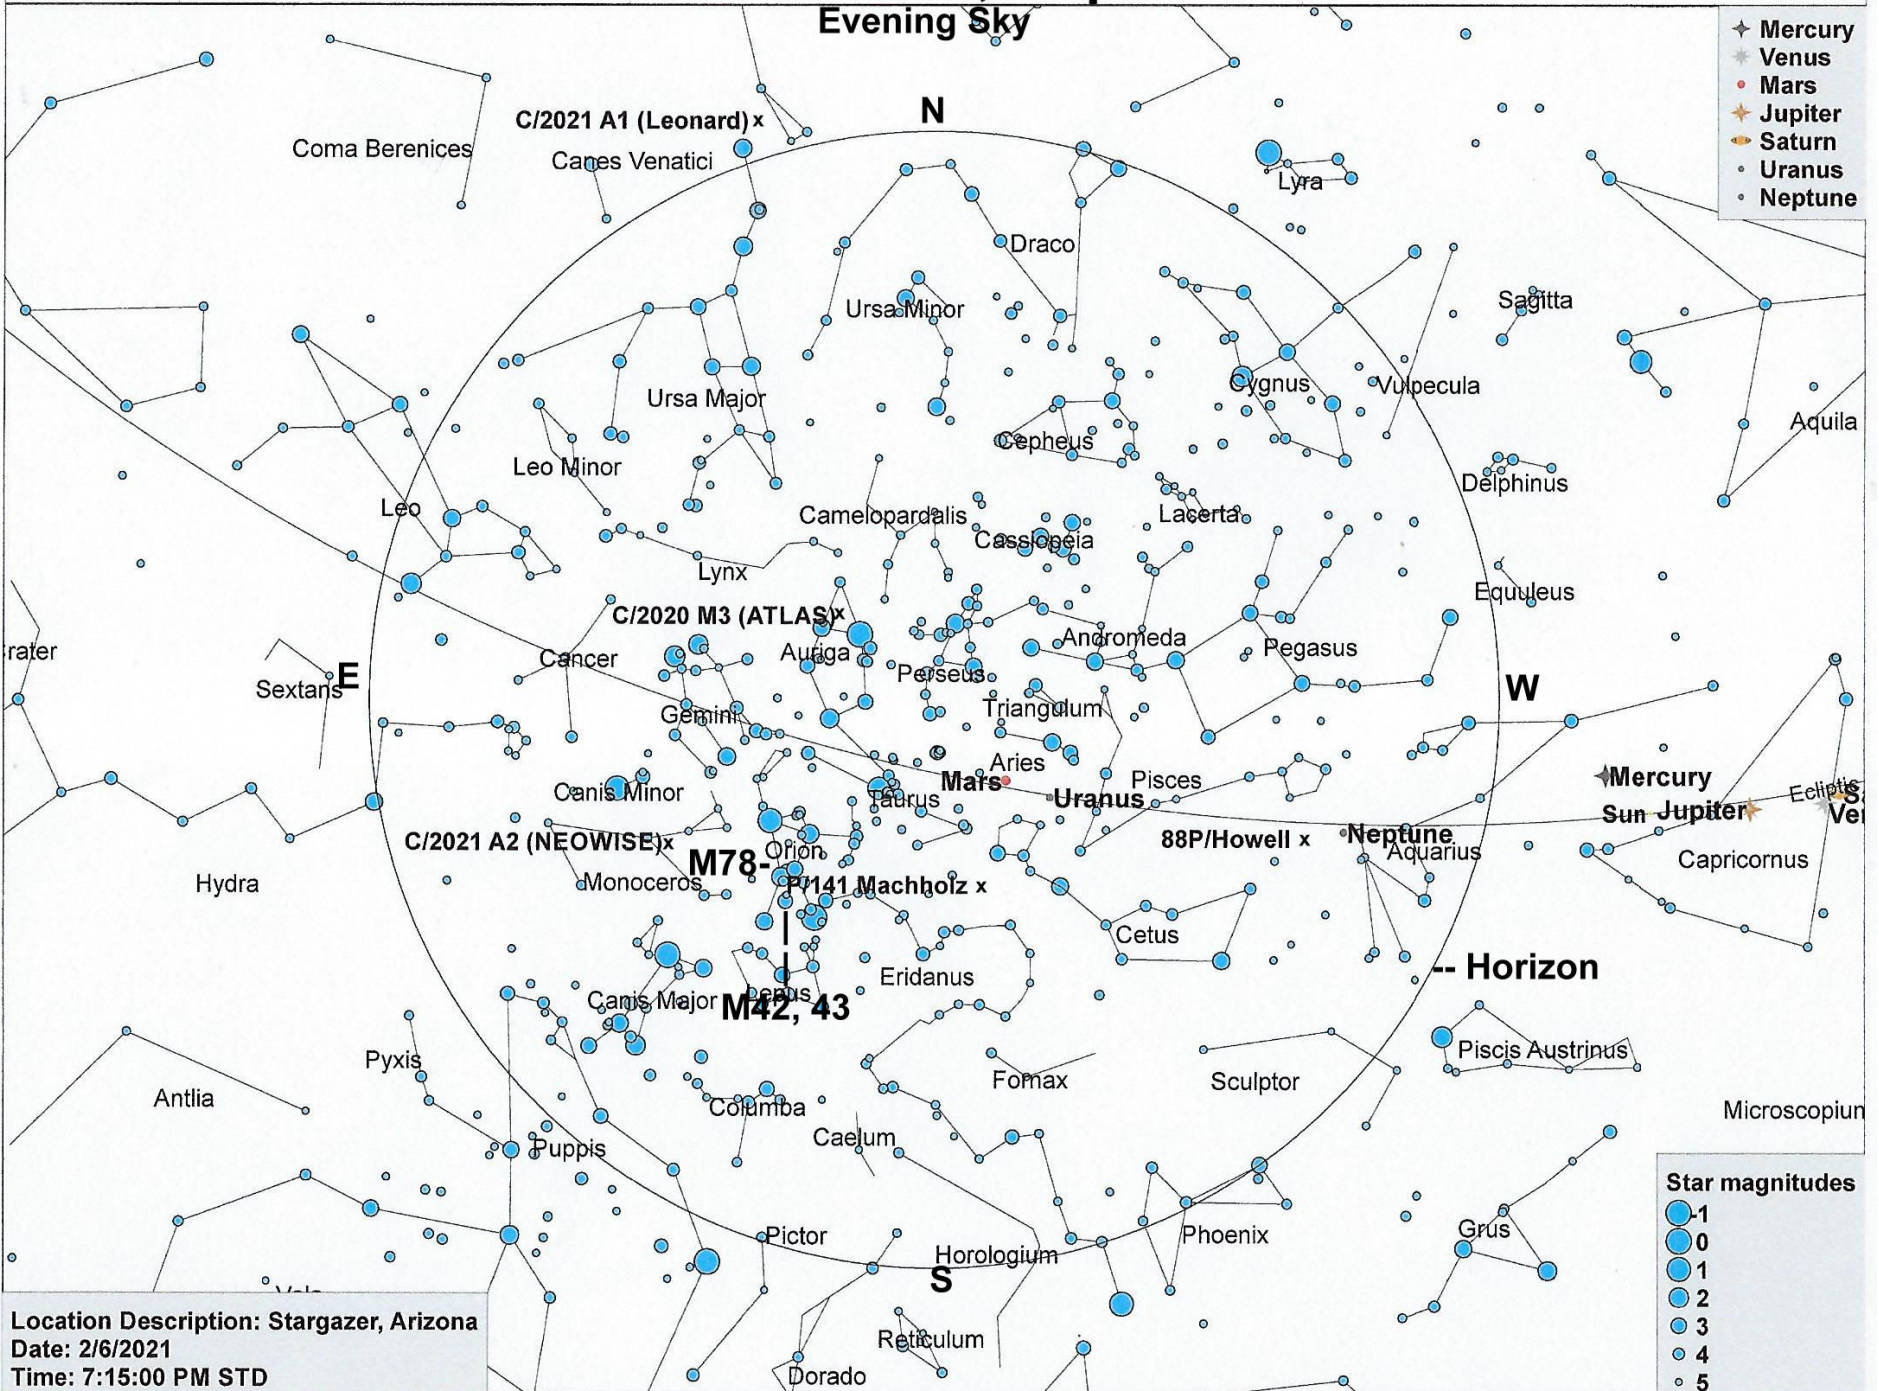 Evening Sky
Mercury
Venus
Mars
Jupiter
Saturn
Uranus
Neptune
N
C/2021 A1 (Leonard) x
Coma Berenices
Canes Venatici
Lyra
Draco
Ursa Minor
Sagitta
Ursa Major
Cygnus
Vulpecula
Aquila
Cepheus
Leo Minor
Delphinus
Leo
Camelopardalis
Lacerta
Cassiopeia
Lynx
Equuleus
C/2020 M3 (ATLAS) x
Andromeda
Pegasus
Auriga
Cancer
Perseus
rater
Sextans
E
W
Gemini
Triangulum
Aries
Mars
Pisces
Mercury
Canis Minor
Taurus
Uranus
Ecliptic
Sun
Jupiter
C/2021 A2 (NEOWISE) x
88P/Howell x
Neptune
Aquarius
M78-
Orion
Capricornus
Hydra
Monoceros
P/141 Machholz x
Cetus
-- Horizon
Eridanus
Lepus
Canis Major
M42, 43
Pyxis
Piscis Austrinus
Fornax
Sculptor
Antlia
Columba
Microscopiun
Caelum
Puppis
Pictor
Phoenix
Grus
Horologium
S
Reticulum
Dorado
Star magnitudes
-1
0
1
2
3
4
5
Location Description: Stargazer, Arizona
Date: 2/6/2021
Time: 7:15:00 PM STD